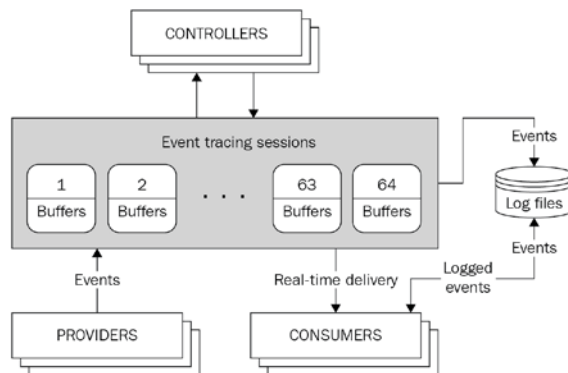 CONTROLLERS
Event tracing sessions
1
Buffers
2
Buffers
. . .
63
Buffers
64
Buffers
Events
Log files
Events
Events
Real-time delivery
Logged
events
PROVIDERS
CONSUMERS